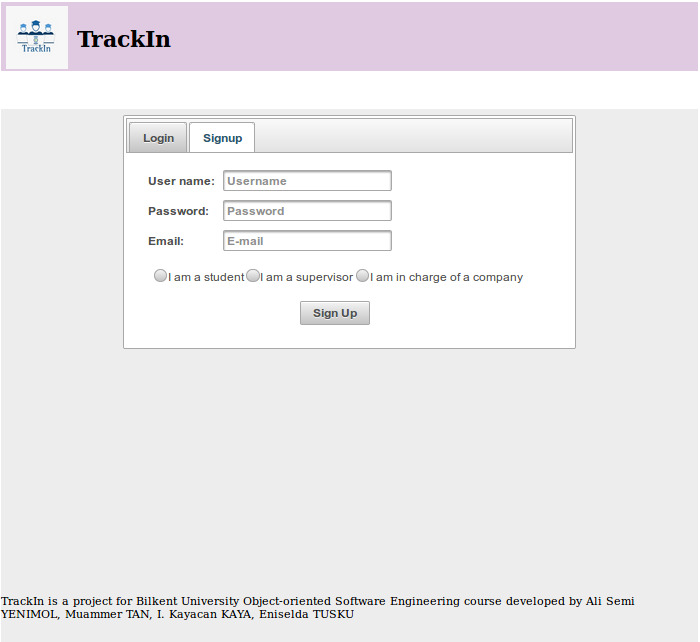 TrackIn
TrackIn
Login Signup
User name: Username
Password: Password
Email: E-mail
I am a student I am a supervisor I am in charge of a company
Sign Up
TrackIn is a project for Bilkent University Object-oriented Software Engineering course developed by Ali Semi
YENIMOL, Muammer TAN, I. Kayacan KAYA, Eniselda TUSKU